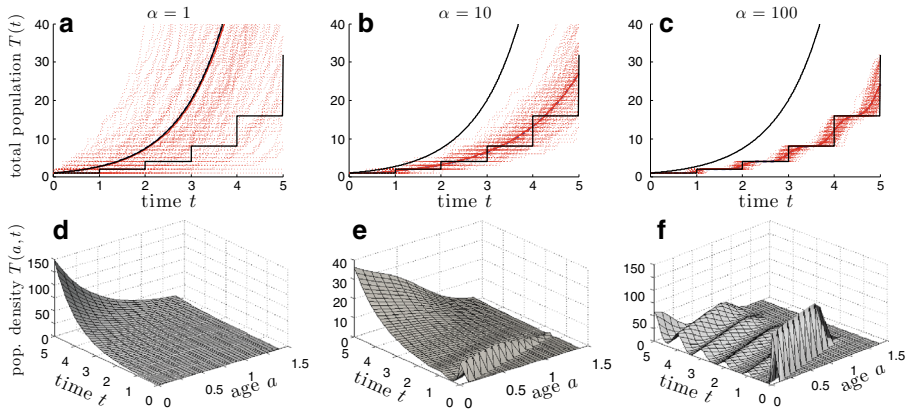 α = 1
α = 10
α = 100
a
b
c
total population T(t)
40
30
20
10
0
0 1 2 3 4 5
time t
40
30
20
10
0
0 1 2 3 4 5
time t
40
30
20
10
0
0 1 2 3 4 5
time t
d
e
f
pop. density T(a,t)
150
100
50
0
5 4 3 2 1 0
time t
0 0.5 1 1.5
age a
40
30
20
10
0
5 4 3 2 1 0
time t
0 0.5 1 1.5
age a
150
100
50
0
5 4 3 2 1 0
time t
0 0.5 1 1.5
age a